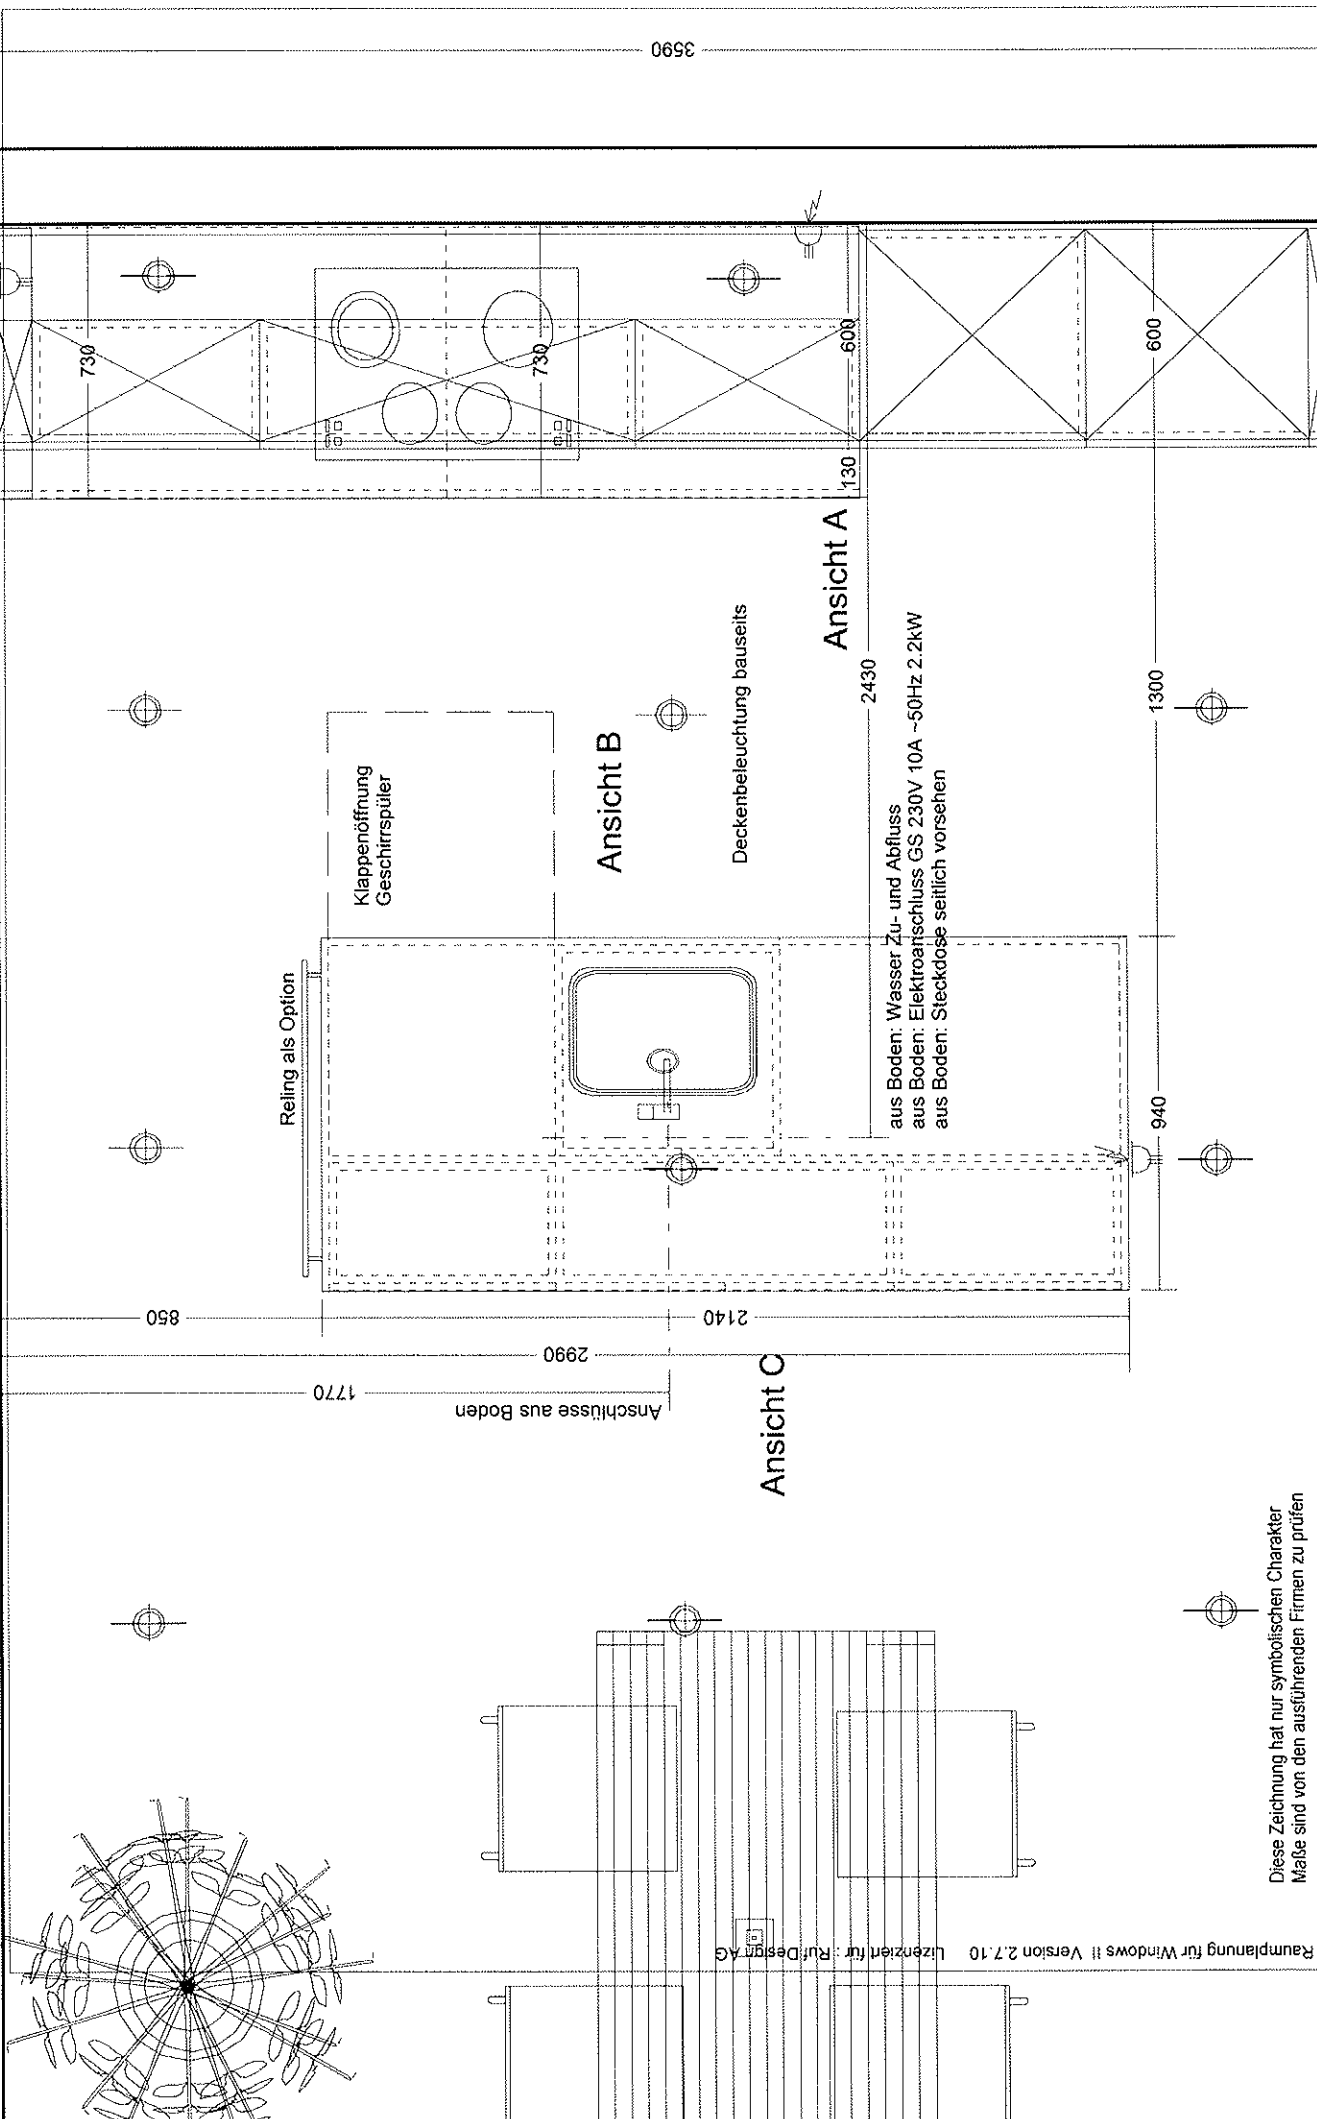 3590
730
730
600
600
130
Ansicht A
2430
1300
Deckenbeleuchtung bauseits
Ansicht B
Klappenöffnung
Geschirrspüler
aus Boden: Wasser Zu- und Abfluss
aus Boden: Elektroanschluss GS 230V 10A ~50Hz 2.2kW
aus Boden: Steckdose seitlich vorsehen
Reling als Option
940
850
2140
2990
1770
Anschlüsse aus Boden
Ansicht C
Diese Zeichnung hat nur symbolischen Charakter
Maße sind von den ausführenden Firmen zu prüfen
Raumplanung für Windows II Version 2.7.10 Lizenziert für : Ruf Design AG